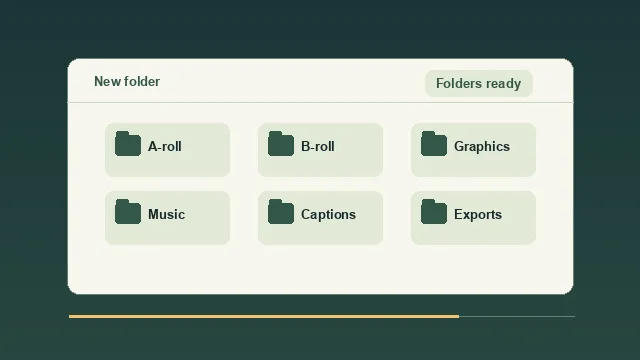 New folder
Folders ready
A-roll
B-roll
Graphics
Music
Captions
Exports